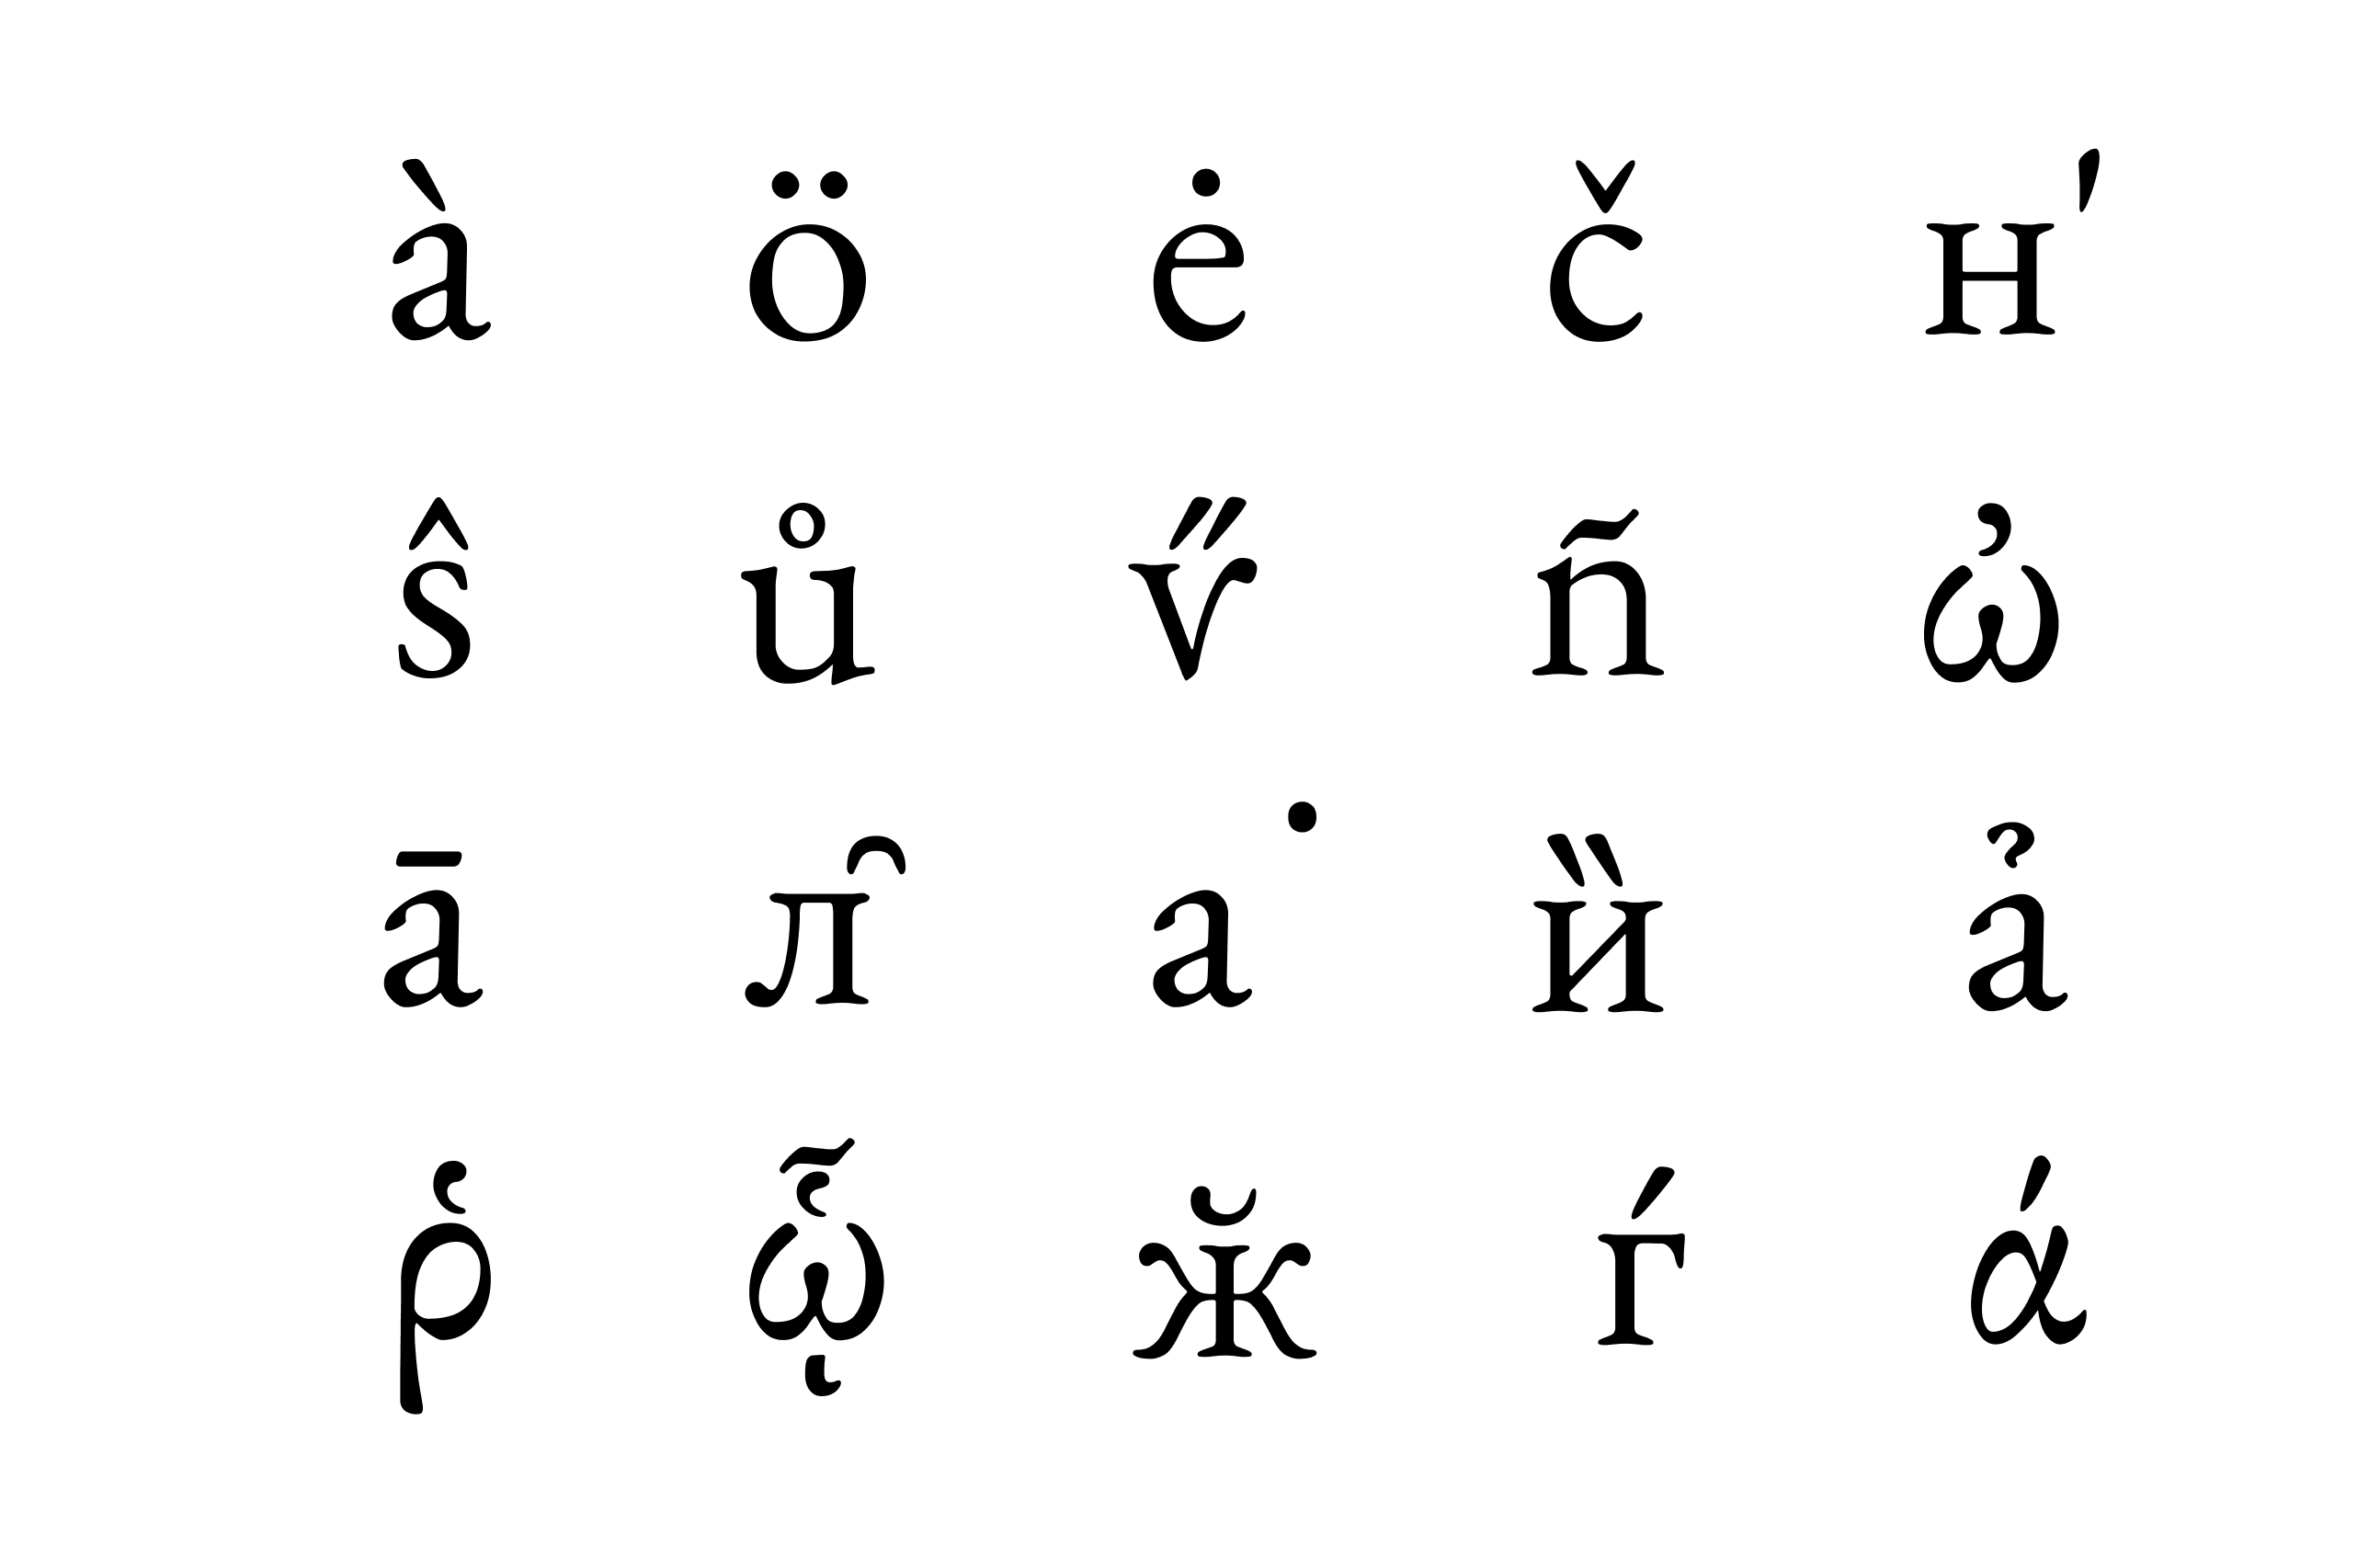 à ö ė č н̕
ŝ ů v̋ ñ ὠ
ā л̑ а͘ ѝ̏ ả
ῥ ᾧ ӂ ѓ ά